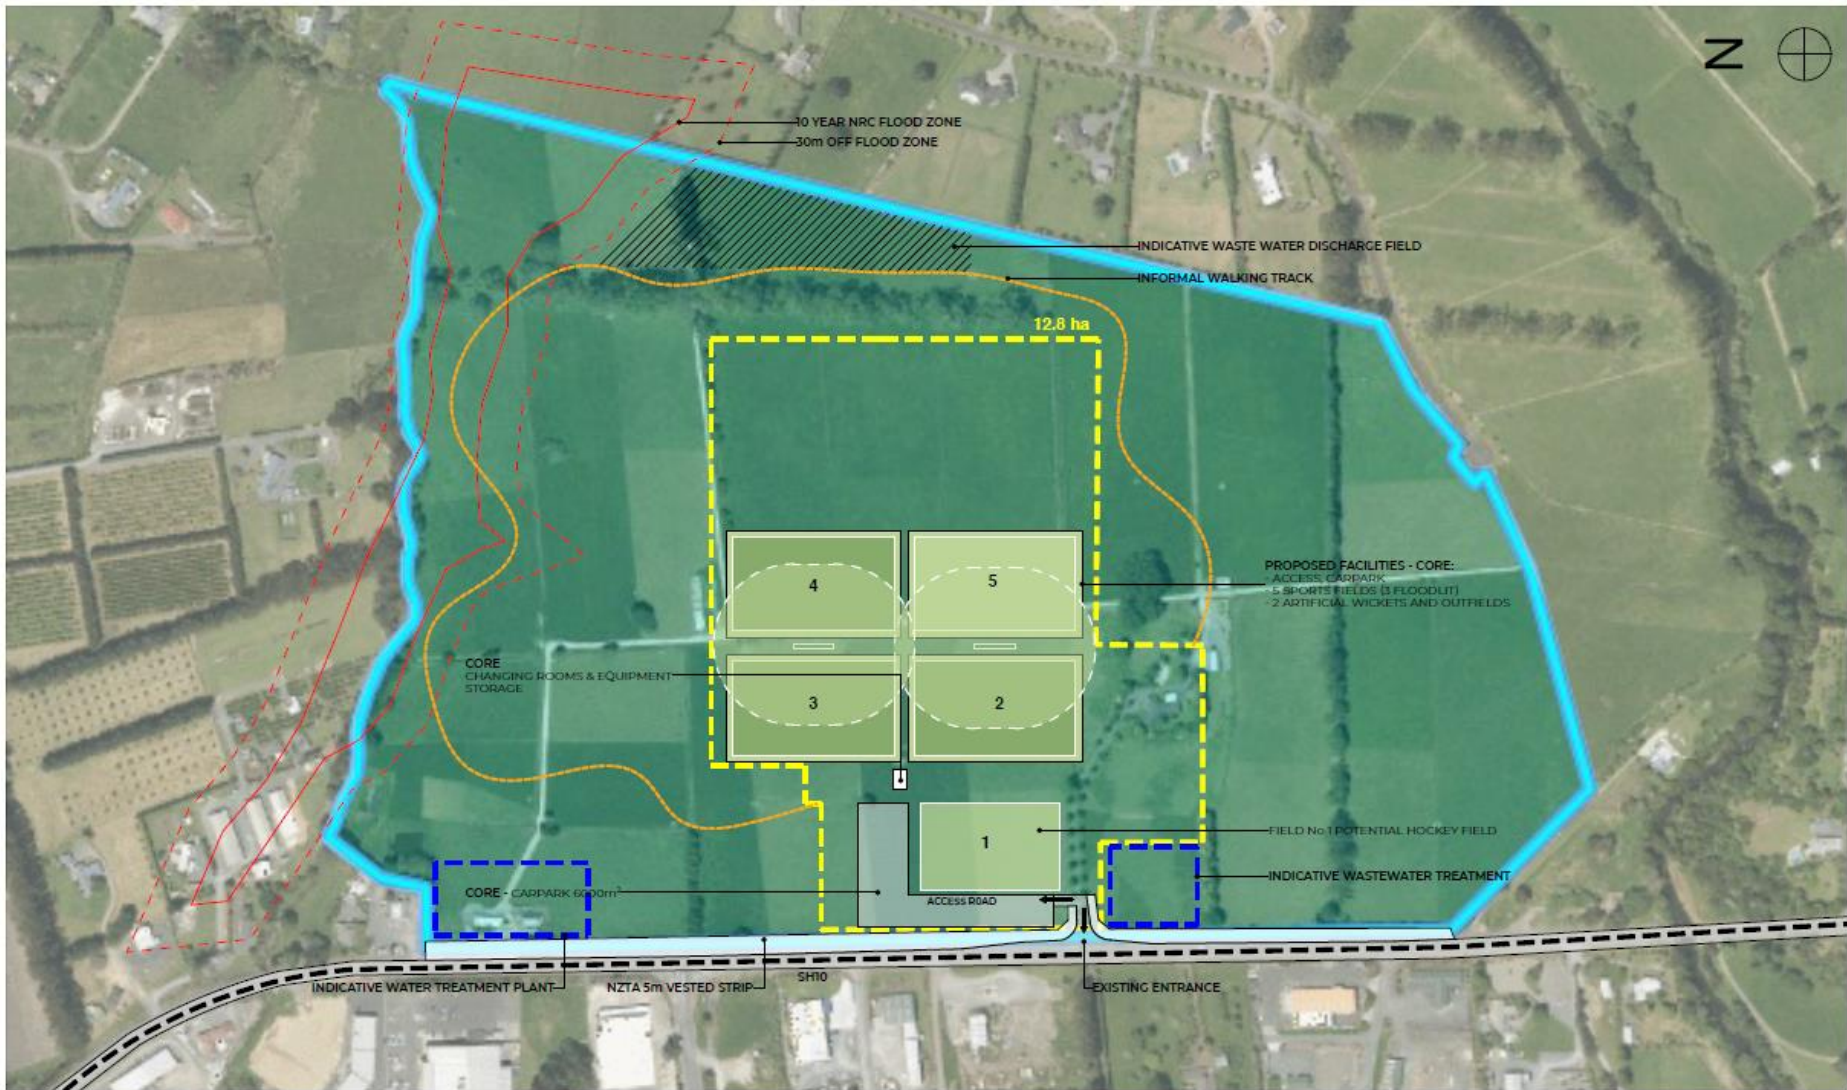 N
10 YEAR NRC FLOOD ZONE
30m OFF FLOOD ZONE
INDICATIVE WASTE WATER DISCHARGE FIELD
INFORMAL WALKING TRACK
12.8 ha
4
5
PROPOSED FACILITIES - CORE:
- ACCESS, CARPARK
- 5 SPORTS FIELDS (3 FLOODLIT)
- 2 ARTIFICIAL WICKETS AND OUTFIELDS
CORE
CHANGING ROOMS & EQUIPMENT
STORAGE
3
2
1
FIELD No 1 POTENTIAL HOCKEY FIELD
INDICATIVE WASTEWATER TREATMENT
CORE - CARPARK 6000m²
ACCESS ROAD
SH10
INDICATIVE WATER TREATMENT PLANT
NZTA 5m VESTED STRIP
EXISTING ENTRANCE